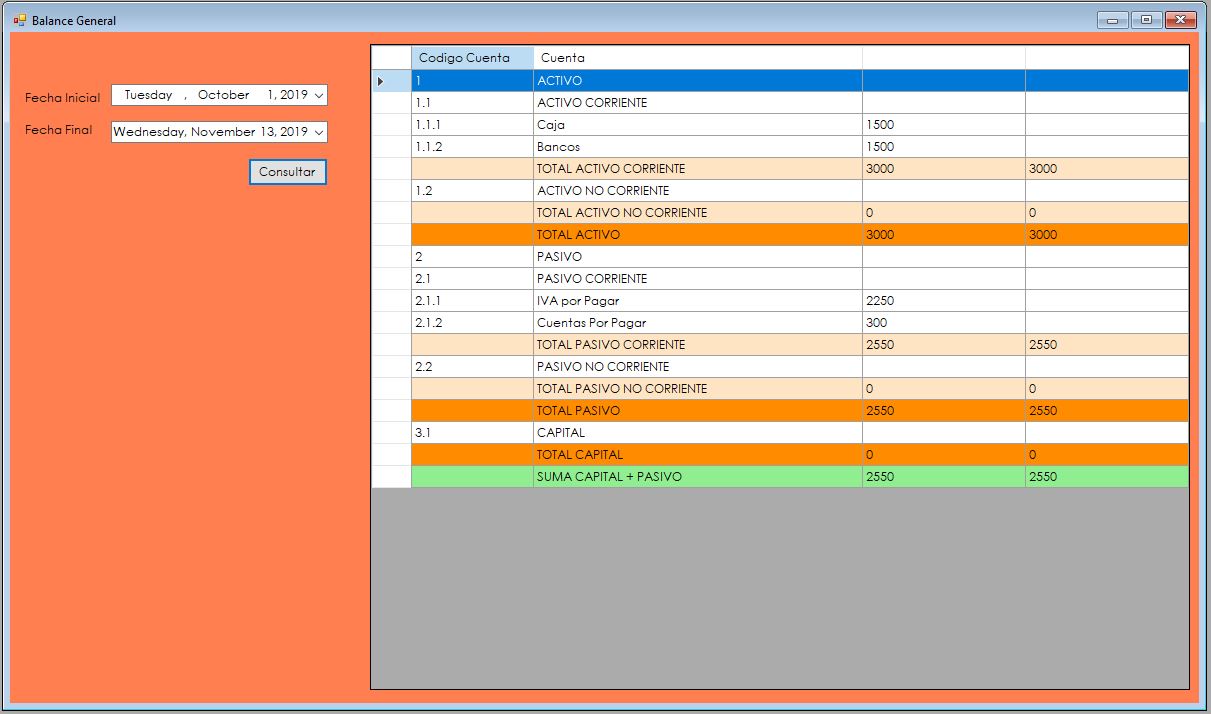 Balance General
Fecha Inicial Tuesday , October 1, 2019
Fecha Final Wednesday, November 13, 2019
Consultar
Codigo Cuenta Cuenta
1 ACTIVO
1.1 ACTIVO CORRIENTE
1.1.1 Caja 1500
1.1.2 Bancos 1500
TOTAL ACTIVO CORRIENTE 3000 3000
1.2 ACTIVO NO CORRIENTE
TOTAL ACTIVO NO CORRIENTE 0 0
TOTAL ACTIVO 3000 3000
2 PASIVO
2.1 PASIVO CORRIENTE
2.1.1 IVA por Pagar 2250
2.1.2 Cuentas Por Pagar 300
TOTAL PASIVO CORRIENTE 2550 2550
2.2 PASIVO NO CORRIENTE
TOTAL PASIVO NO CORRIENTE 0 0
TOTAL PASIVO 2550 2550
3.1 CAPITAL
TOTAL CAPITAL 0 0
SUMA CAPITAL + PASIVO 2550 2550